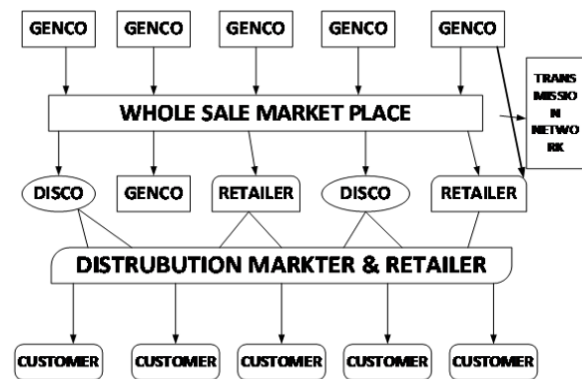 GENCO GENCO GENCO GENCO GENCO
TRANS
MISSIO
N
NETWO
RK
WHOLE SALE MARKET PLACE
DISCO GENCO RETAILER DISCO RETAILER
DISTRUBUTION MARKTER & RETAILER
CUSTOMER CUSTOMER CUSTOMER CUSTOMER CUSTOMER